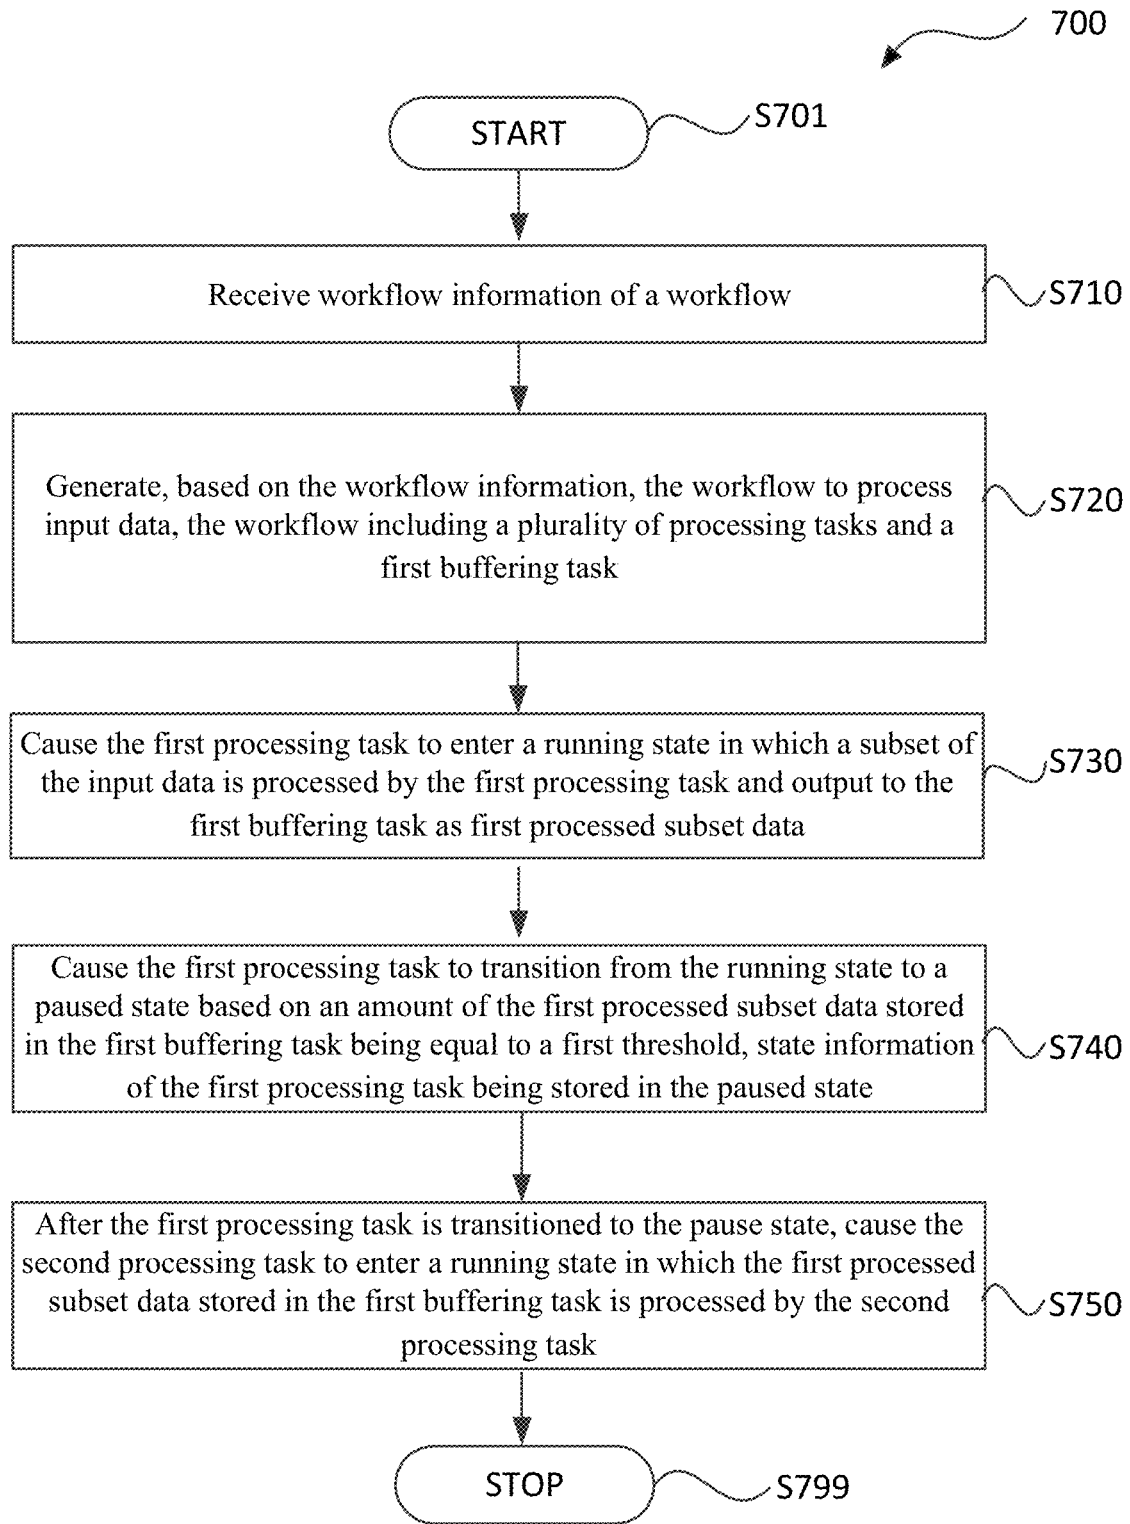 700
START
S701
Receive workflow information of a workflow
S710
Generate, based on the workflow information, the workflow to process
input data, the workflow including a plurality of processing tasks and a
first buffering task
S720
Cause the first processing task to enter a running state in which a subset of
the input data is processed by the first processing task and output to the
first buffering task as first processed subset data
S730
Cause the first processing task to transition from the running state to a
paused state based on an amount of the first processed subset data stored
in the first buffering task being equal to a first threshold, state information
of the first processing task being stored in the paused state
S740
After the first processing task is transitioned to the pause state, cause the
second processing task to enter a running state in which the first processed
subset data stored in the first buffering task is processed by the second
processing task
S750
STOP
S799